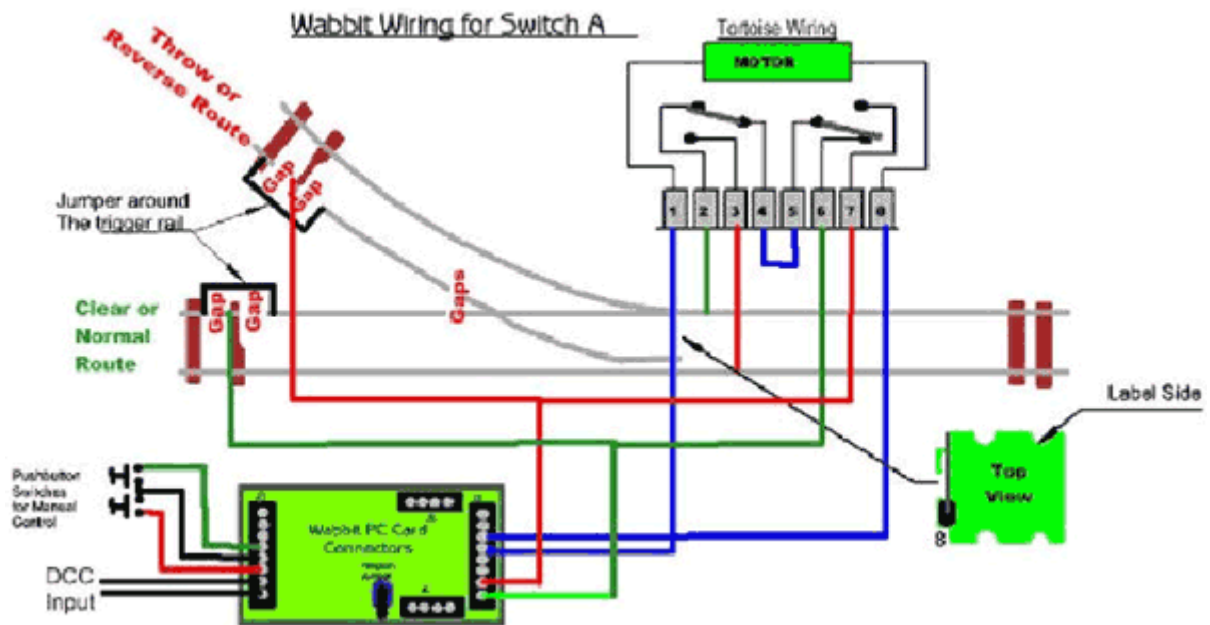 Wabbit Wiring for Switch A
Tortoise Wiring
MOTOR
Throw or
Reverse Route
Gap
Gap
Jumper around
The trigger rail
1 2 3 4 5 6 7 8
Gap
Gap
Gaps
Clear or
Normal
Route
Label Side
Top
View
8
Pushbutton
Switches
for Manual
Control
Wabbit PC Card
Connectors
DCC
Input